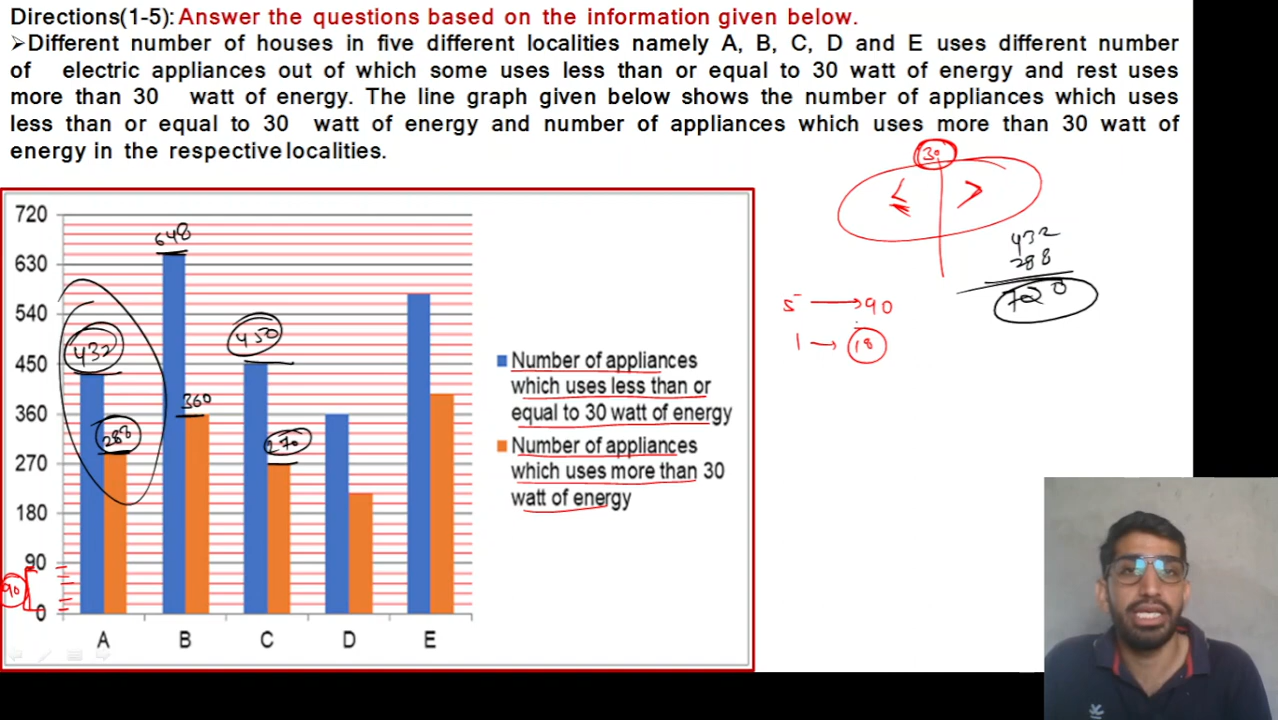 Directions(1-5): Answer the questions based on the information given below.
➢Different number of houses in five different localities namely A, B, C, D and E uses different number
of electric appliances out of which some uses less than or equal to 30 watt of energy and rest uses
more than 30 watt of energy. The line graph given below shows the number of appliances which uses
less than or equal to 30 watt of energy and number of appliances which uses more than 30 watt of
energy in the respective localities.
30
< >
432
288
720
5 → 90
1 → 18
720
648
630
540
450
432
450
360
360
288
270
270
180
90
90
0
A B C D E
Number of appliances
which uses less than or
equal to 30 watt of energy
Number of appliances
which uses more than 30
watt of energy